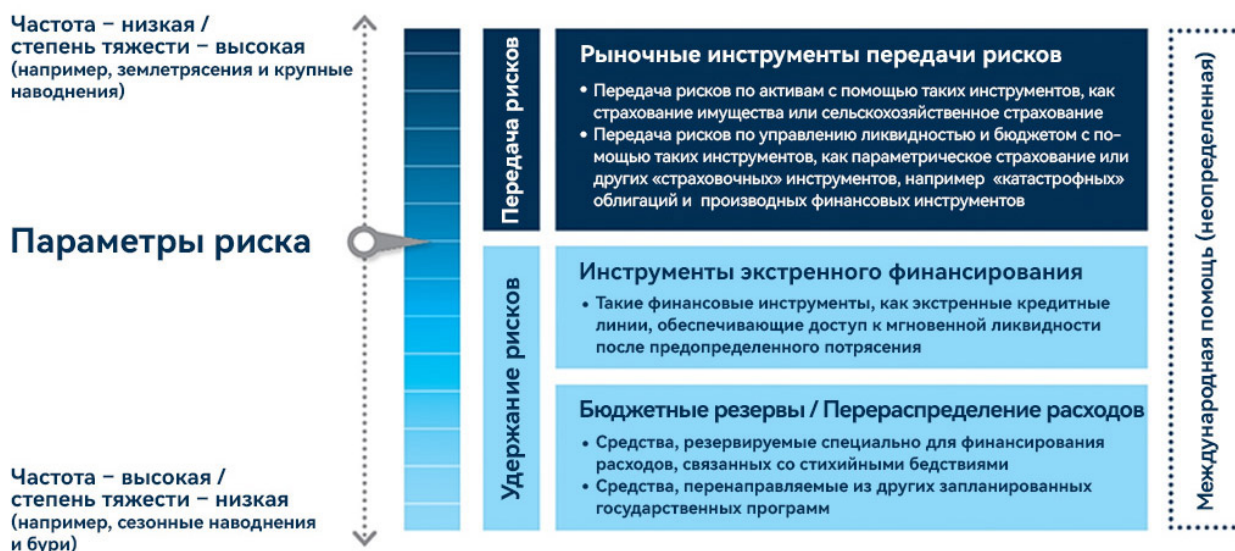 Частота – низкая /
степень тяжести – высокая
(например, землетрясения и крупные
наводнения)
Параметры риска
Частота – высокая /
степень тяжести – низкая
(например, сезонные наводнения
и бури)
Передача рисков
Рыночные инструменты передачи рисков
• Передача рисков по активам с помощью таких инструментов, как
страхование имущества или сельскохозяйственное страхование
• Передача рисков по управлению ликвидностью и бюджетом с по-
мощью таких инструментов, как параметрическое страхование или
других «страховочных» инструментов, например «катастрофных»
облигаций и производных финансовых инструментов
Удержание рисков
Инструменты экстренного финансирования
• Такие финансовые инструменты, как экстренные кредитные
линии, обеспечивающие доступ к мгновенной ликвидности
после предопределенного потрясения
Бюджетные резервы / Перераспределение расходов
• Средства, резервируемые специально для финансирования
расходов, связанных со стихийными бедствиями
• Средства, перенаправляемые из других запланированных
государственных программ
Международная помощь (неопределенная)